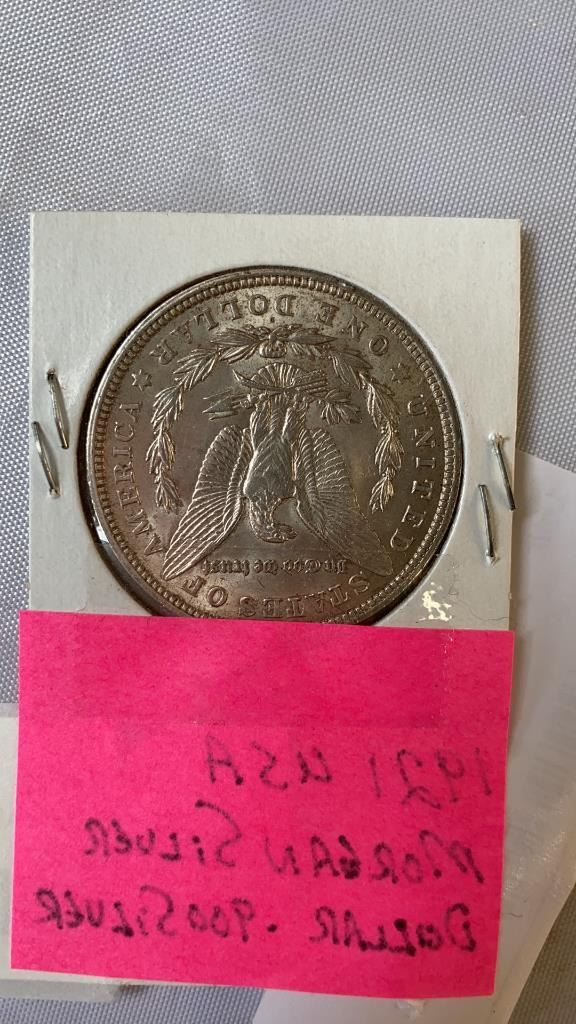 UNITED STATES OF AMERICA
ONE DOLLAR
In God we trust
1921 USA
MORGAN SILVER
DOLLAR .900 SILVER